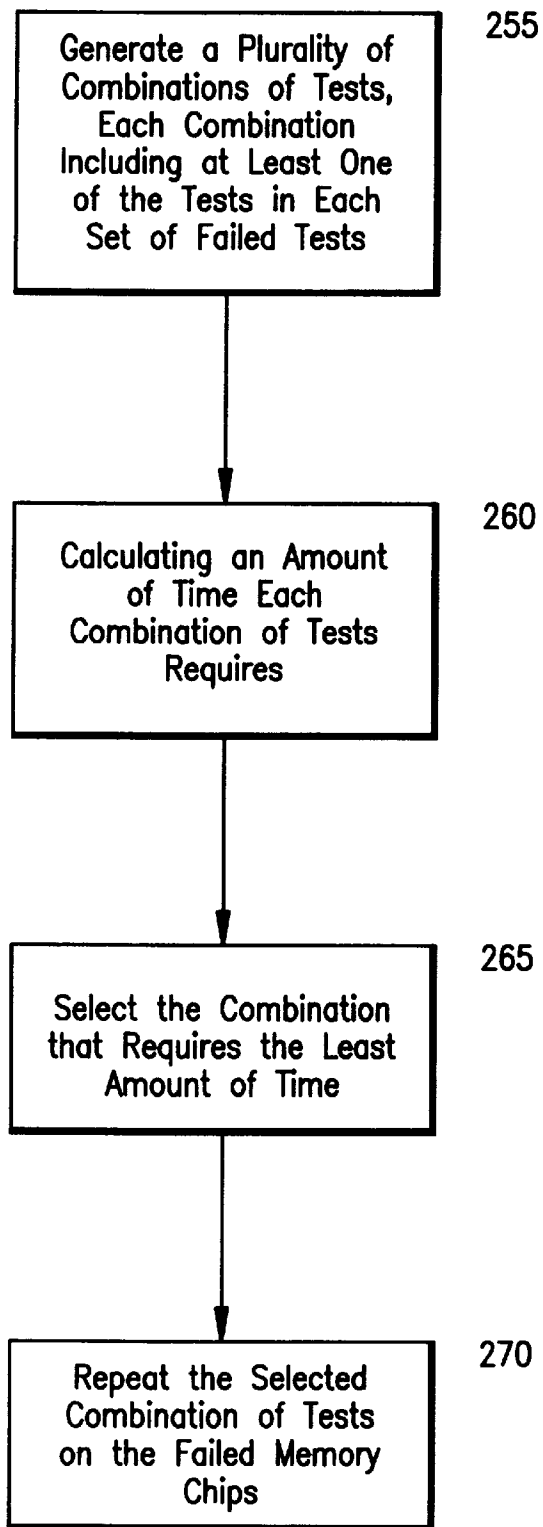 255
Generate a Plurality of
Combinations of Tests,
Each Combination
Including at Least One
of the Tests in Each
Set of Failed Tests
260
Calculating an Amount
of Time Each
Combination of Tests
Requires
265
Select the Combination
that Requires the Least
Amount of Time
270
Repeat the Selected
Combination of Tests
on the Failed Memory
Chips